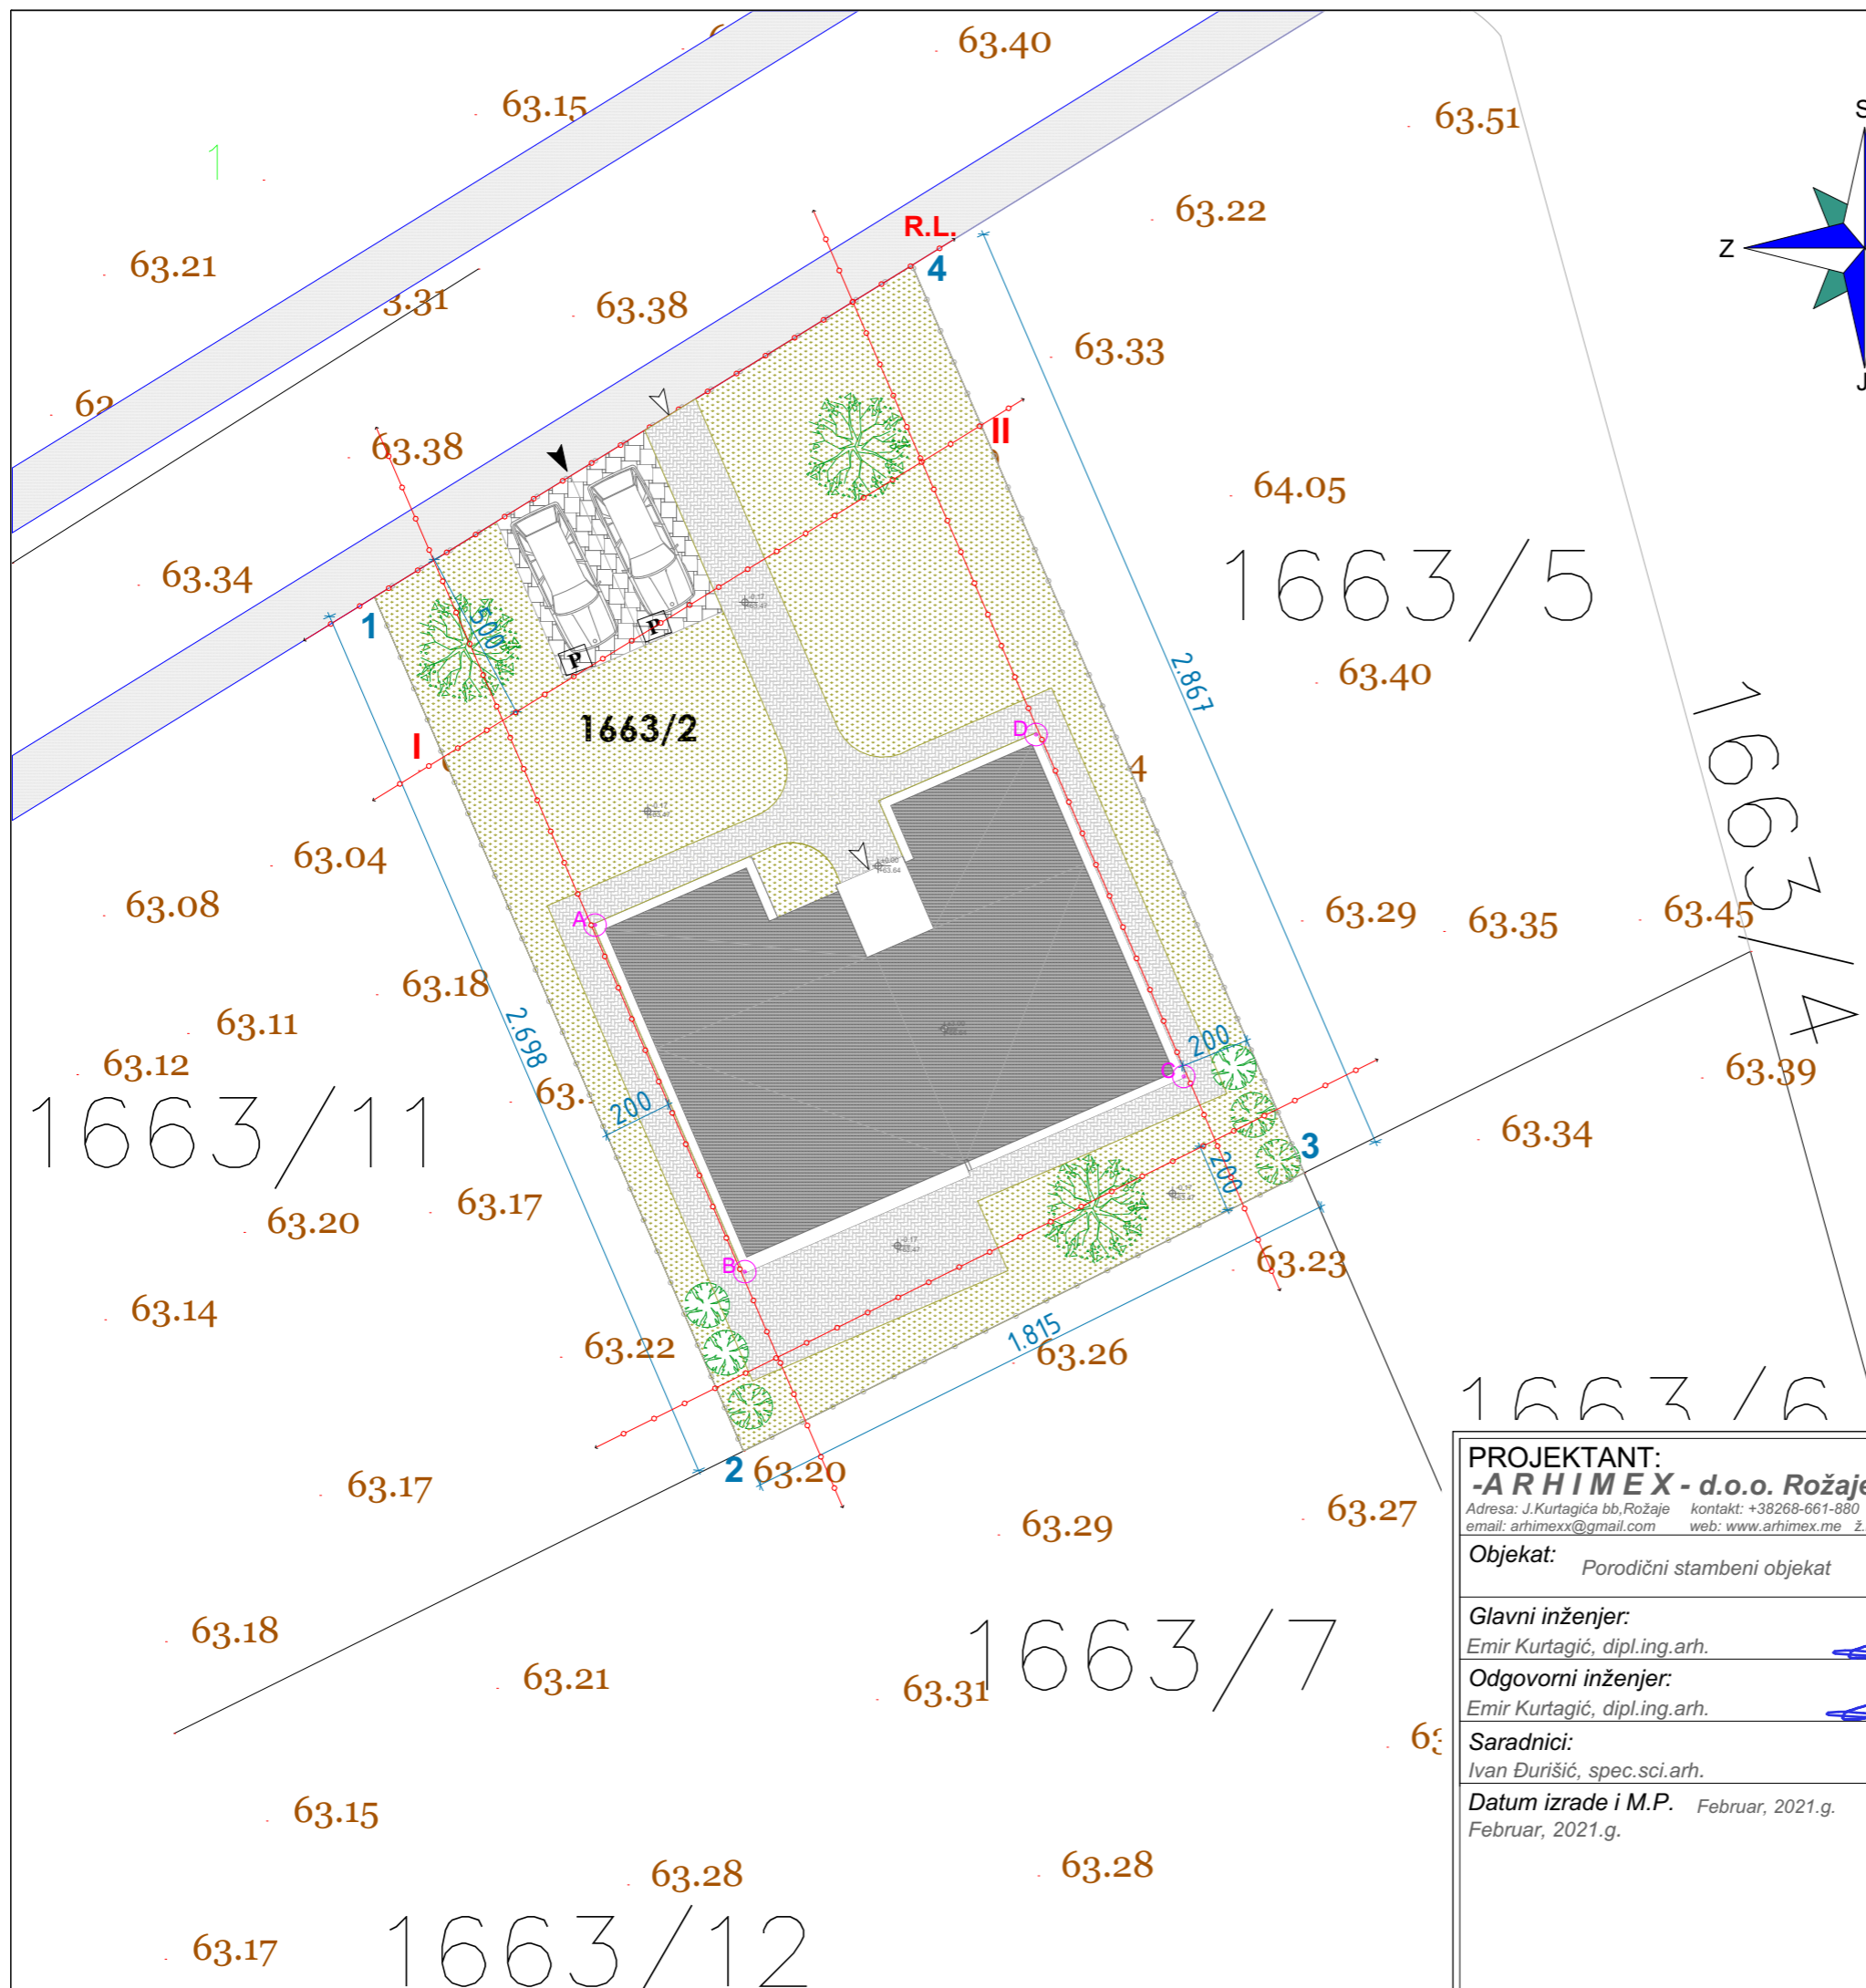 63.40
63.15
63.51
1
S
63.22
R.L.
4
63.21
3.31
63.38
63.33
Z
J
63.38
II
64.05
63.34
1663/5
1
500
P
P
63.40
2.867
1663/2
I
D
4
1663/4
63.04
63.08
A
63.29
63.35
63.45
63.18
63.11
2.698
63.12
200
C
63.39
1663/11
200
63.34
3
63.17
63.20
200
B
63.23
63.14
63.22
1.815
63.26
2
63.20
63.17
63.29
63.27
1663/6
63.18
1663/7
63.21
63.31
63.15
63.28
63.28
63.17
1663/12
PROJEKTANT:
-ARHIMEX- d.o.o. Rožaje
Adresa: J.Kurtagića bb,Rožaje kontakt: +38268-661-880
email: arhimexx@gmail.com web: www.arhimex.me ž.
Objekat: Porodični stambeni objekat
Glavni inženjer:
Emir Kurtagić, dipl.ing.arh.
Odgovorni inženjer:
Emir Kurtagić, dipl.ing.arh.
Saradnici:
Ivan Đurišić, spec.sci.arh.
Datum izrade i M.P. Februar, 2021.g.
Februar, 2021.g.